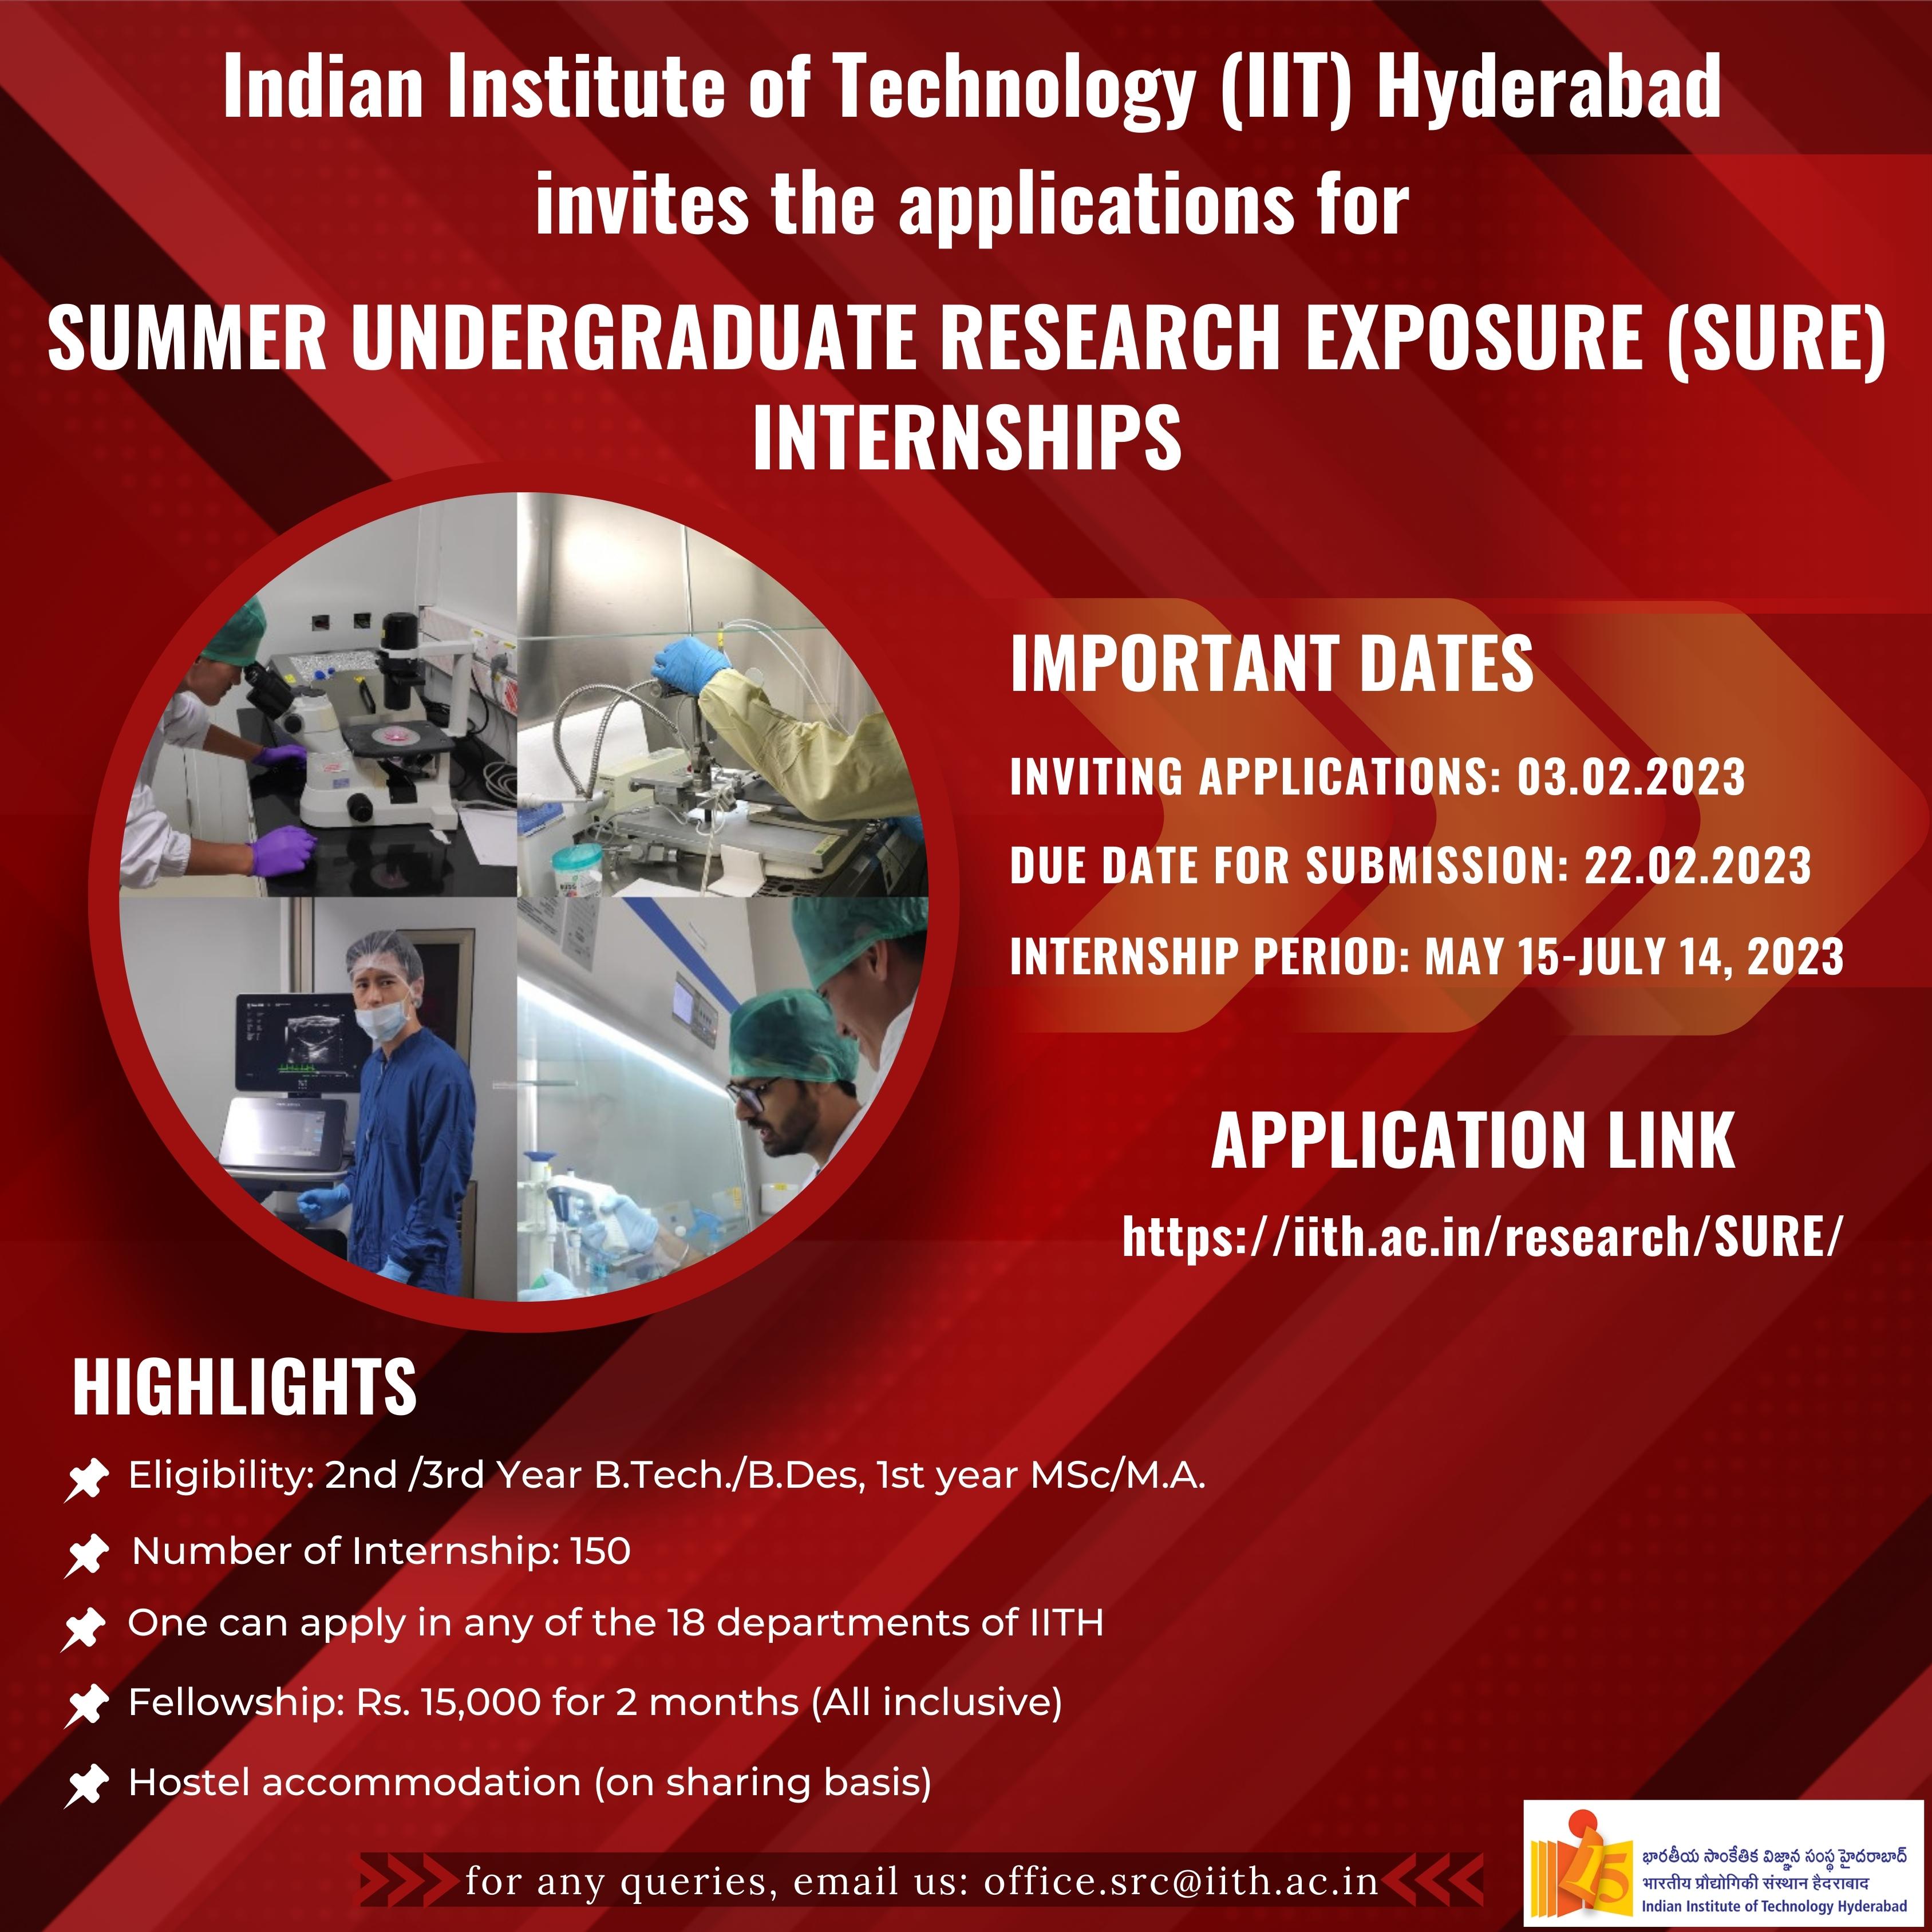 Indian Institute of Technology (IIT) Hyderabad
invites the applications for
SUMMER UNDERGRADUATE RESEARCH EXPOSURE (SURE)
INTERNSHIPS
IMPORTANT DATES
INVITING APPLICATIONS: 03.02.2023
DUE DATE FOR SUBMISSION: 22.02.2023
INTERNSHIP PERIOD: MAY 15-JULY 14, 2023
APPLICATION LINK
https://iith.ac.in/research/SURE/
HIGHLIGHTS
Eligibility: 2nd /3rd Year B.Tech./B.Des, 1st year MSc/M.A.
Number of Internship: 150
One can apply in any of the 18 departments of IITH
Fellowship: Rs. 15,000 for 2 months (All inclusive)
Hostel accommodation (on sharing basis)
for any queries, email us: office.src@iith.ac.in
15
భారతీయ సాంకేతిక విజ్ఞాన సంస్థ హైదరాబాద్
भारतीय प्रौद्योगिकी संस्थान हैदराबाद
Indian Institute of Technology Hyderabad